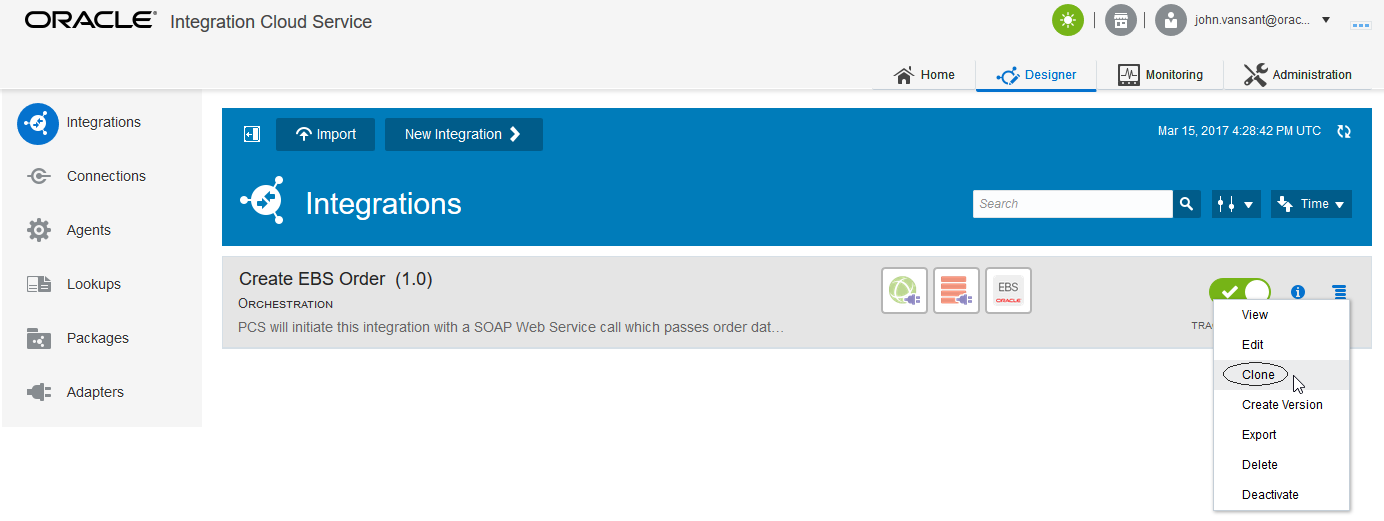 ORACLE® Integration Cloud Service
john.vansant@orac...
Home
Designer
Monitoring
Administration
Integrations
Connections
Agents
Lookups
Packages
Adapters
Import
New Integration
Mar 15, 2017 4:28:42 PM UTC
Integrations
Search
Time
Create EBS Order (1.0)
ORCHESTRATION
PCS will initiate this integration with a SOAP Web Service call which passes order dat…
EBS
ORACLE
TRA
View
Edit
Clone
Create Version
Export
Delete
Deactivate